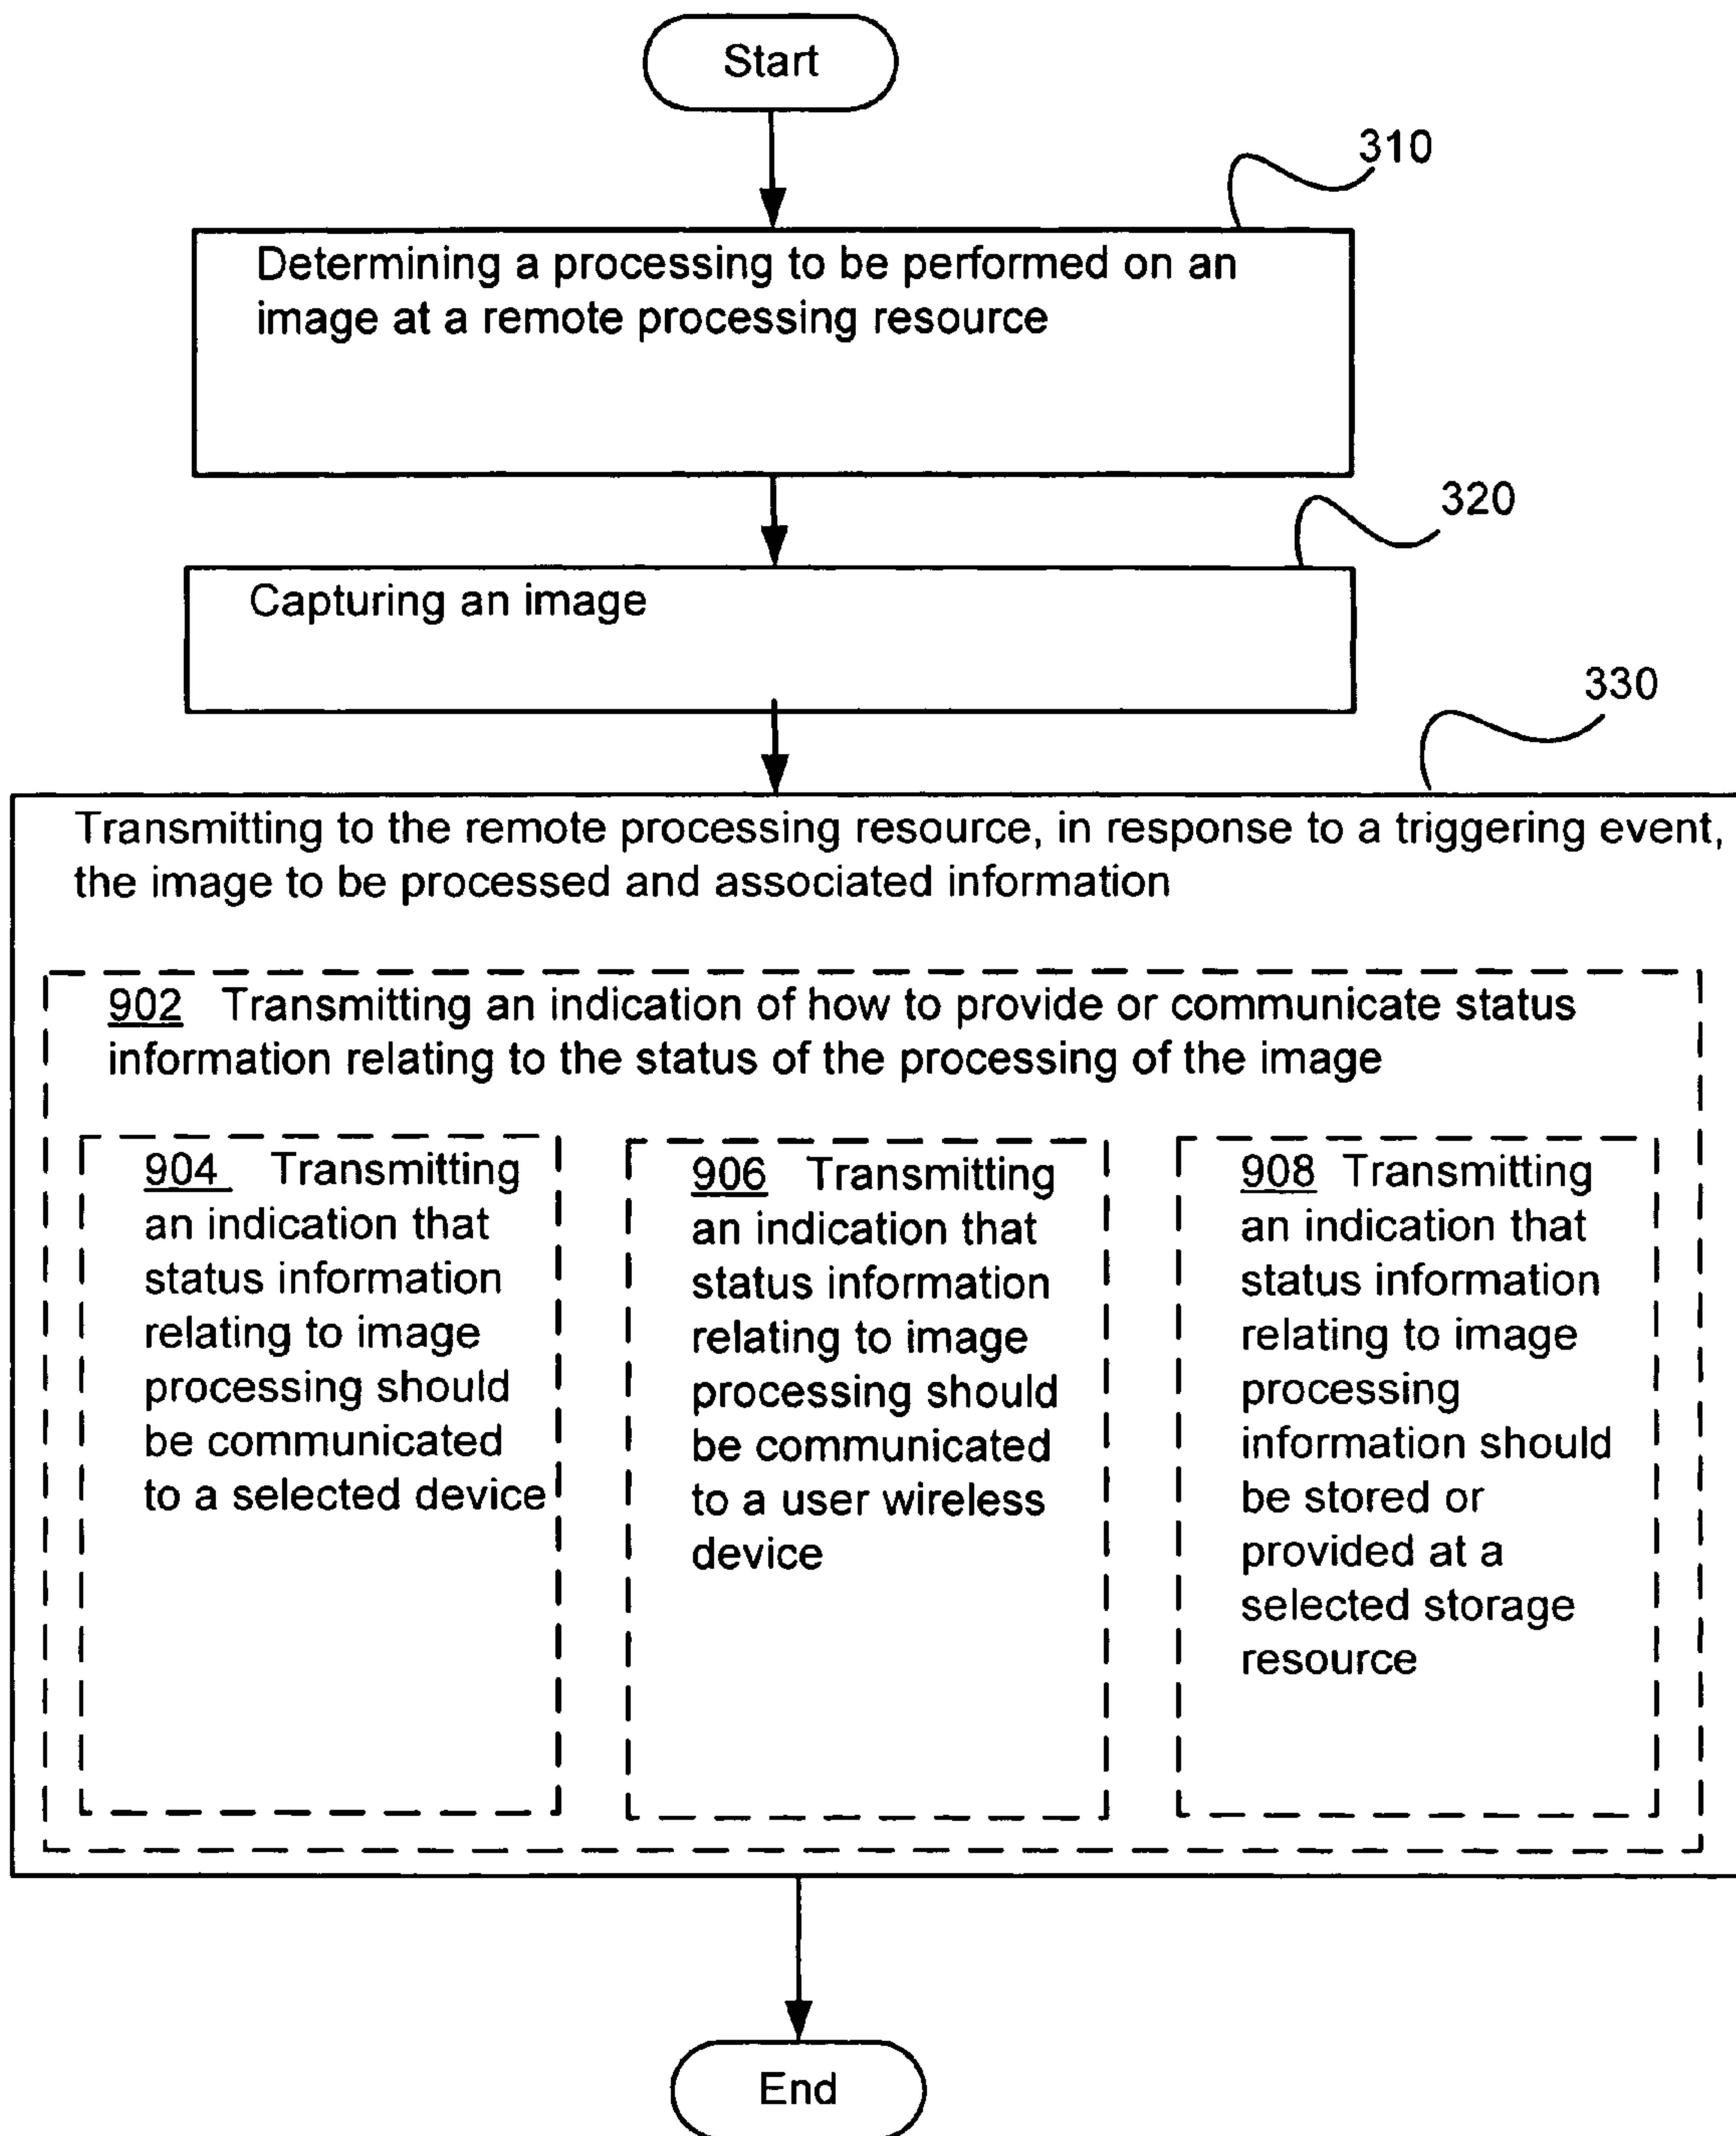 Start
310
Determining a processing to be performed on an
image at a remote processing resource
320
Capturing an image
330
Transmitting to the remote processing resource, in response to a triggering event,
the image to be processed and associated information
902 Transmitting an indication of how to provide or communicate status
information relating to the status of the processing of the image
904 Transmitting
an indication that
status information
relating to image
processing should
be communicated
to a selected device
906 Transmitting
an indication that
status information
relating to image
processing should
be communicated
to a user wireless
device
908 Transmitting
an indication that
status information
relating to image
processing
information should
be stored or
provided at a
selected storage
resource
End